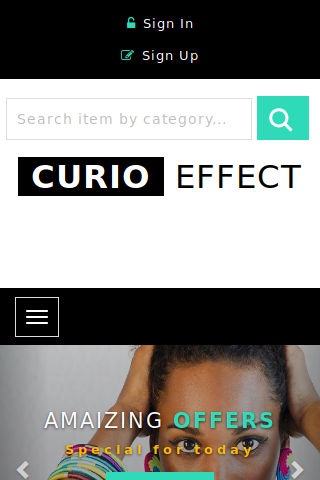 Sign In
Sign Up
Search item by category...
CURIO EFFECT
AMAIZING OFFERS
Special for today